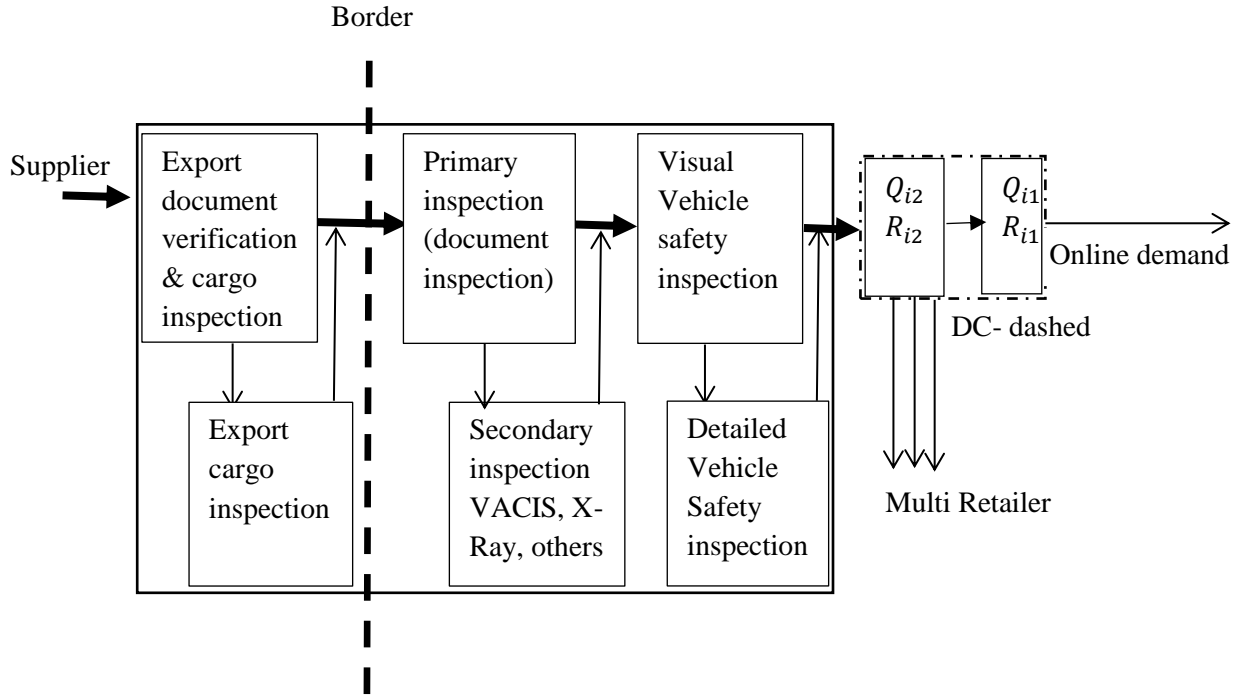 Border
Supplier
Export
document
verification
& cargo
inspection
Primary
inspection
(document
inspection)
Visual
Vehicle
safety
inspection
Q_{i2}
R_{i2}
Q_{i1}
R_{i1}
Online demand
DC- dashed
Export
cargo
inspection
Secondary
inspection
VACIS, X-
Ray, others
Detailed
Vehicle
Safety
inspection
Multi Retailer